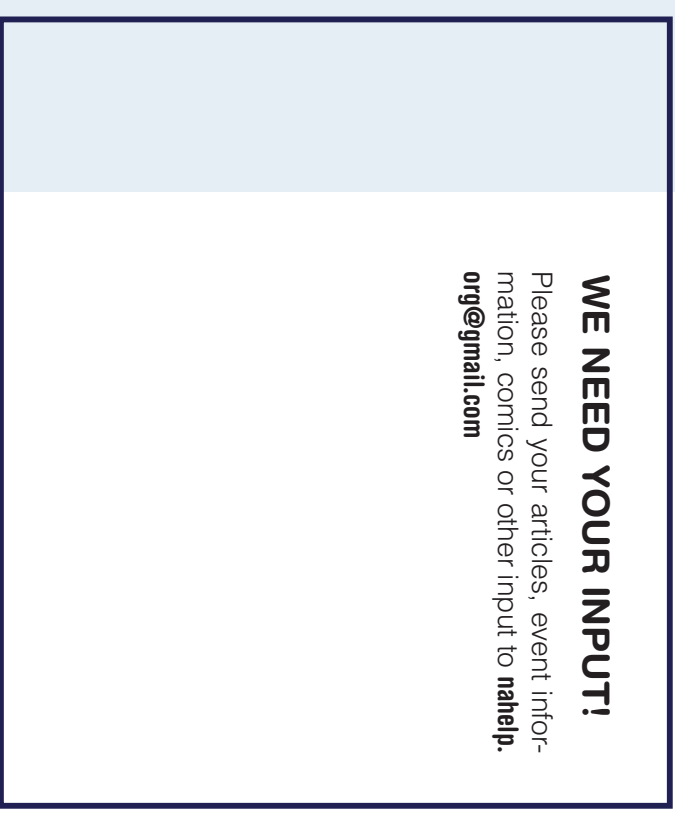 WE NEED YOUR INPUT!
Please send your articles, event infor-
mation, comics or other input to nahelp.
org@gmail.com